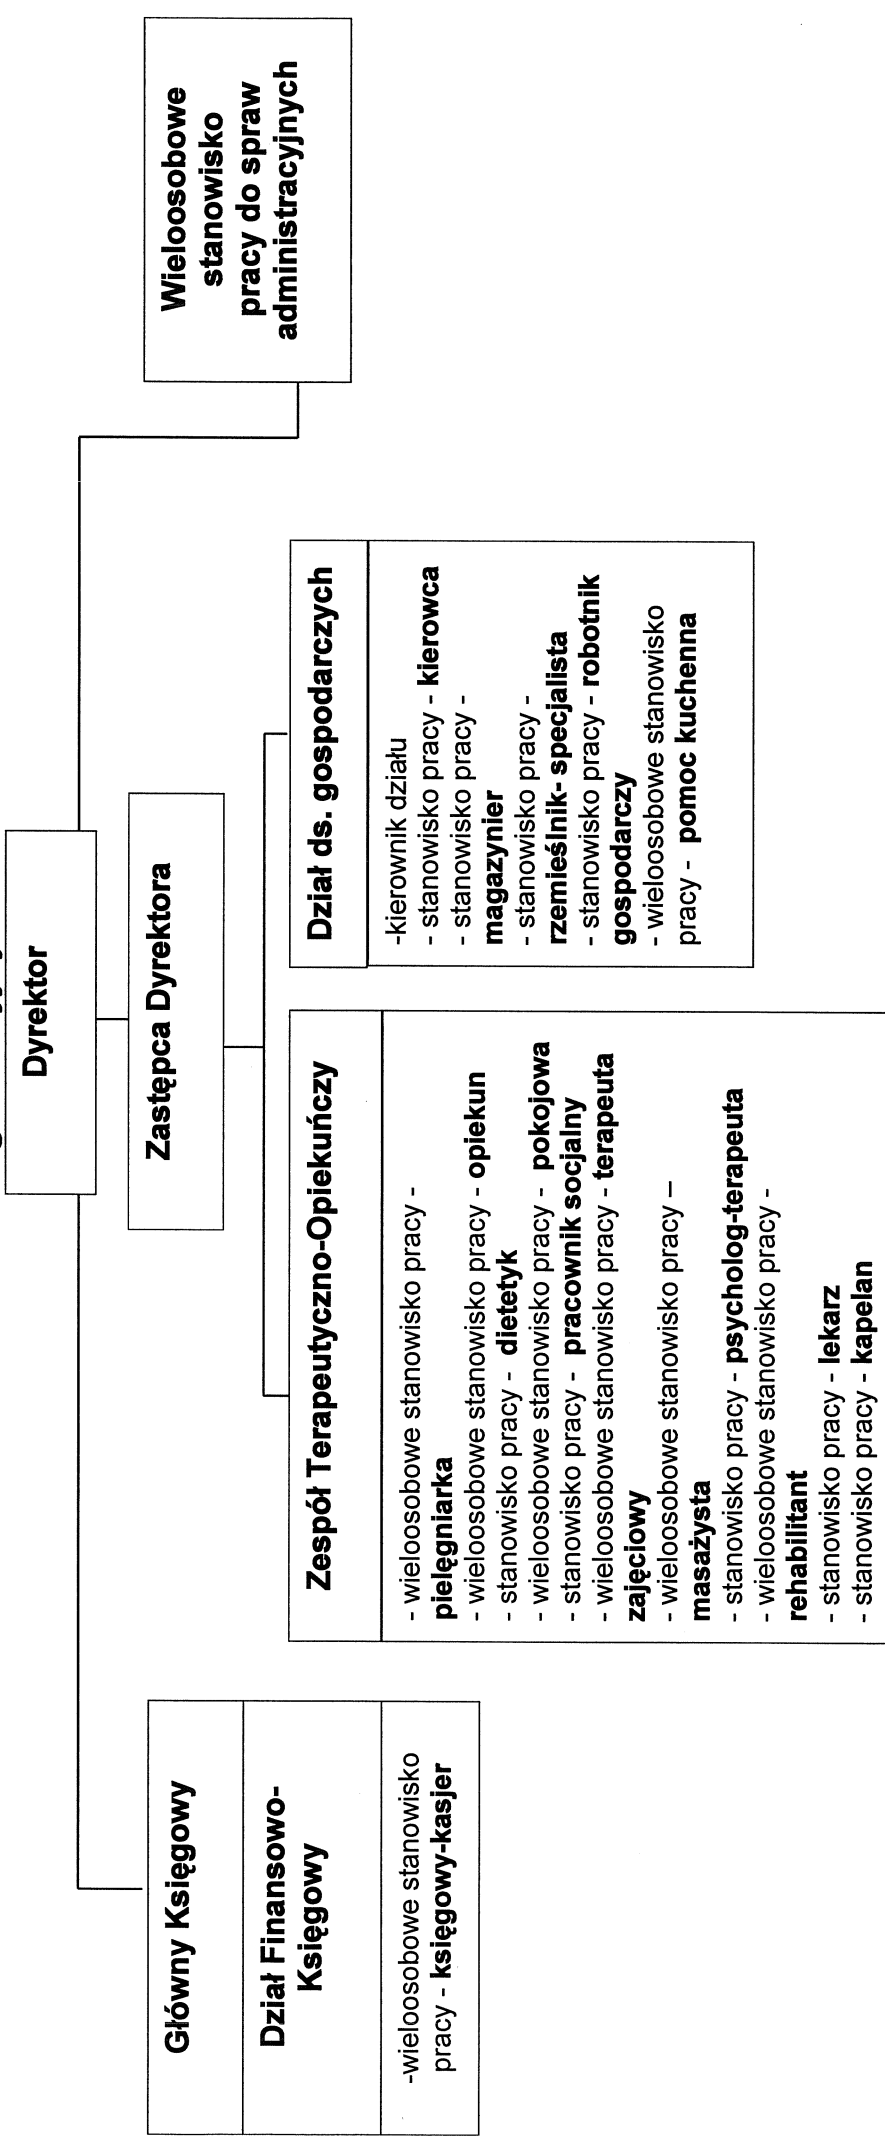 Dyrektor
Zastępca Dyrektora
Główny Księgowy
Dział Finansowo-
Księgowy
-wieloosobowe stanowisko
pracy - księgowy-kasjer
Zespół Terapeutyczno-Opiekuńczy
- wieloosobowe stanowisko pracy -
pielęgniarka
- wieloosobowe stanowisko pracy - opiekun
- stanowisko pracy - dietetyk
- wieloosobowe stanowisko pracy - pokojowa
- stanowisko pracy - pracownik socjalny
- wieloosobowe stanowisko pracy - terapeuta
zajęciowy
- wieloosobowe stanowisko pracy –
masażysta
- stanowisko pracy - psycholog-terapeuta
- wieloosobowe stanowisko pracy -
rehabilitant
- stanowisko pracy - lekarz
- stanowisko pracy - kapelan
Dział ds. gospodarczych
-kierownik działu
- stanowisko pracy - kierowca
- stanowisko pracy -
magazynier
- stanowisko pracy -
rzemieślnik- specjalista
- stanowisko pracy - robotnik
gospodarczy
- wieloosobowe stanowisko
pracy - pomoc kuchenna
Wieloosobowe
stanowisko
pracy do spraw
administracyjnych